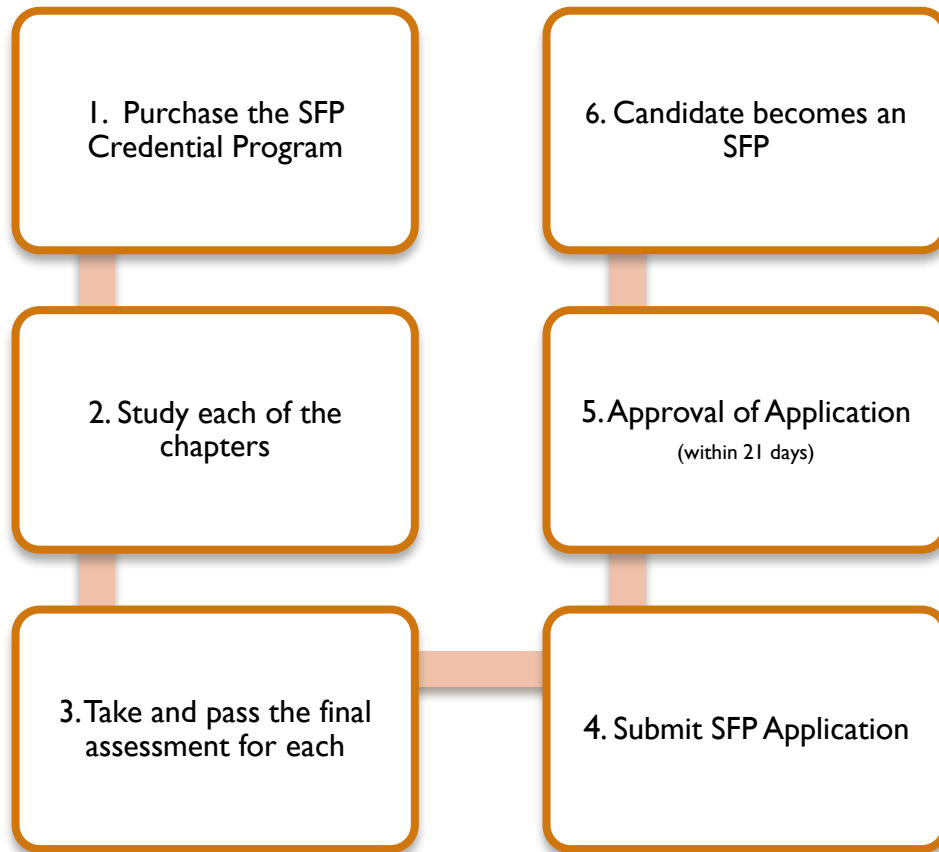 1. Purchase the SFP
Credential Program
2. Study each of the
chapters
3. Take and pass the final
assessment for each
4. Submit SFP Application
5. Approval of Application
(within 21 days)
6. Candidate becomes an
SFP